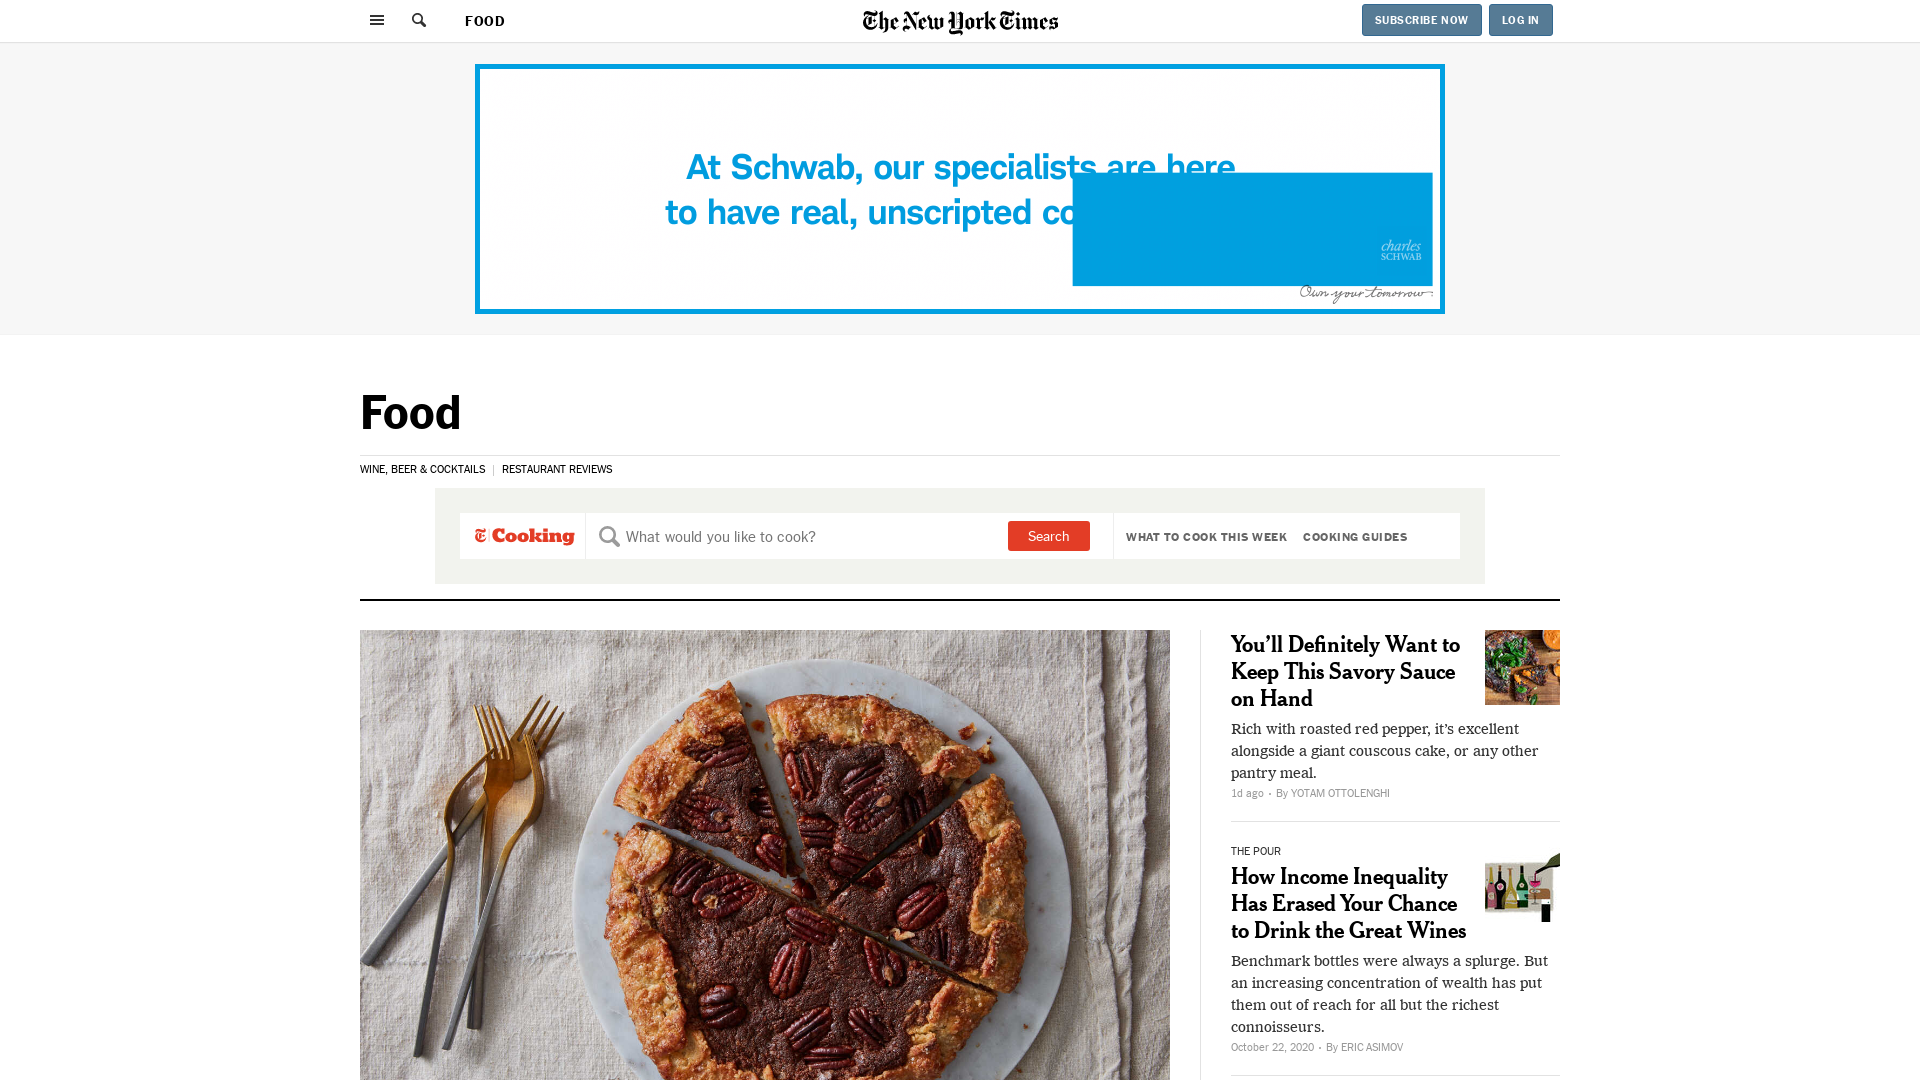 FOOD
The New York Times
SUBSCRIBE NOW
LOG IN
At Schwab, our specialists are here
to have real, unscripted
charles
SCHWAB
Own your tomorrow
Food
WINE, BEER & COCKTAILS
RESTAURANT REVIEWS
Cooking
What would you like to cook?
Search
WHAT TO COOK THIS WEEK
COOKING GUIDES
You’ll Definitely Want to
Keep This Savory Sauce
on Hand
Rich with roasted red pepper, it’s excellent
alongside a giant couscous cake, or any other
pantry meal.
1d ago • By YOTAM OTTOLENGHI
THE POUR
How Income Inequality
Has Erased Your Chance
to Drink the Great Wines
Benchmark bottles were always a splurge. But
an increasing concentration of wealth has put
them out of reach for all but the richest
connoisseurs.
October 22, 2020 • By ERIC ASIMOV